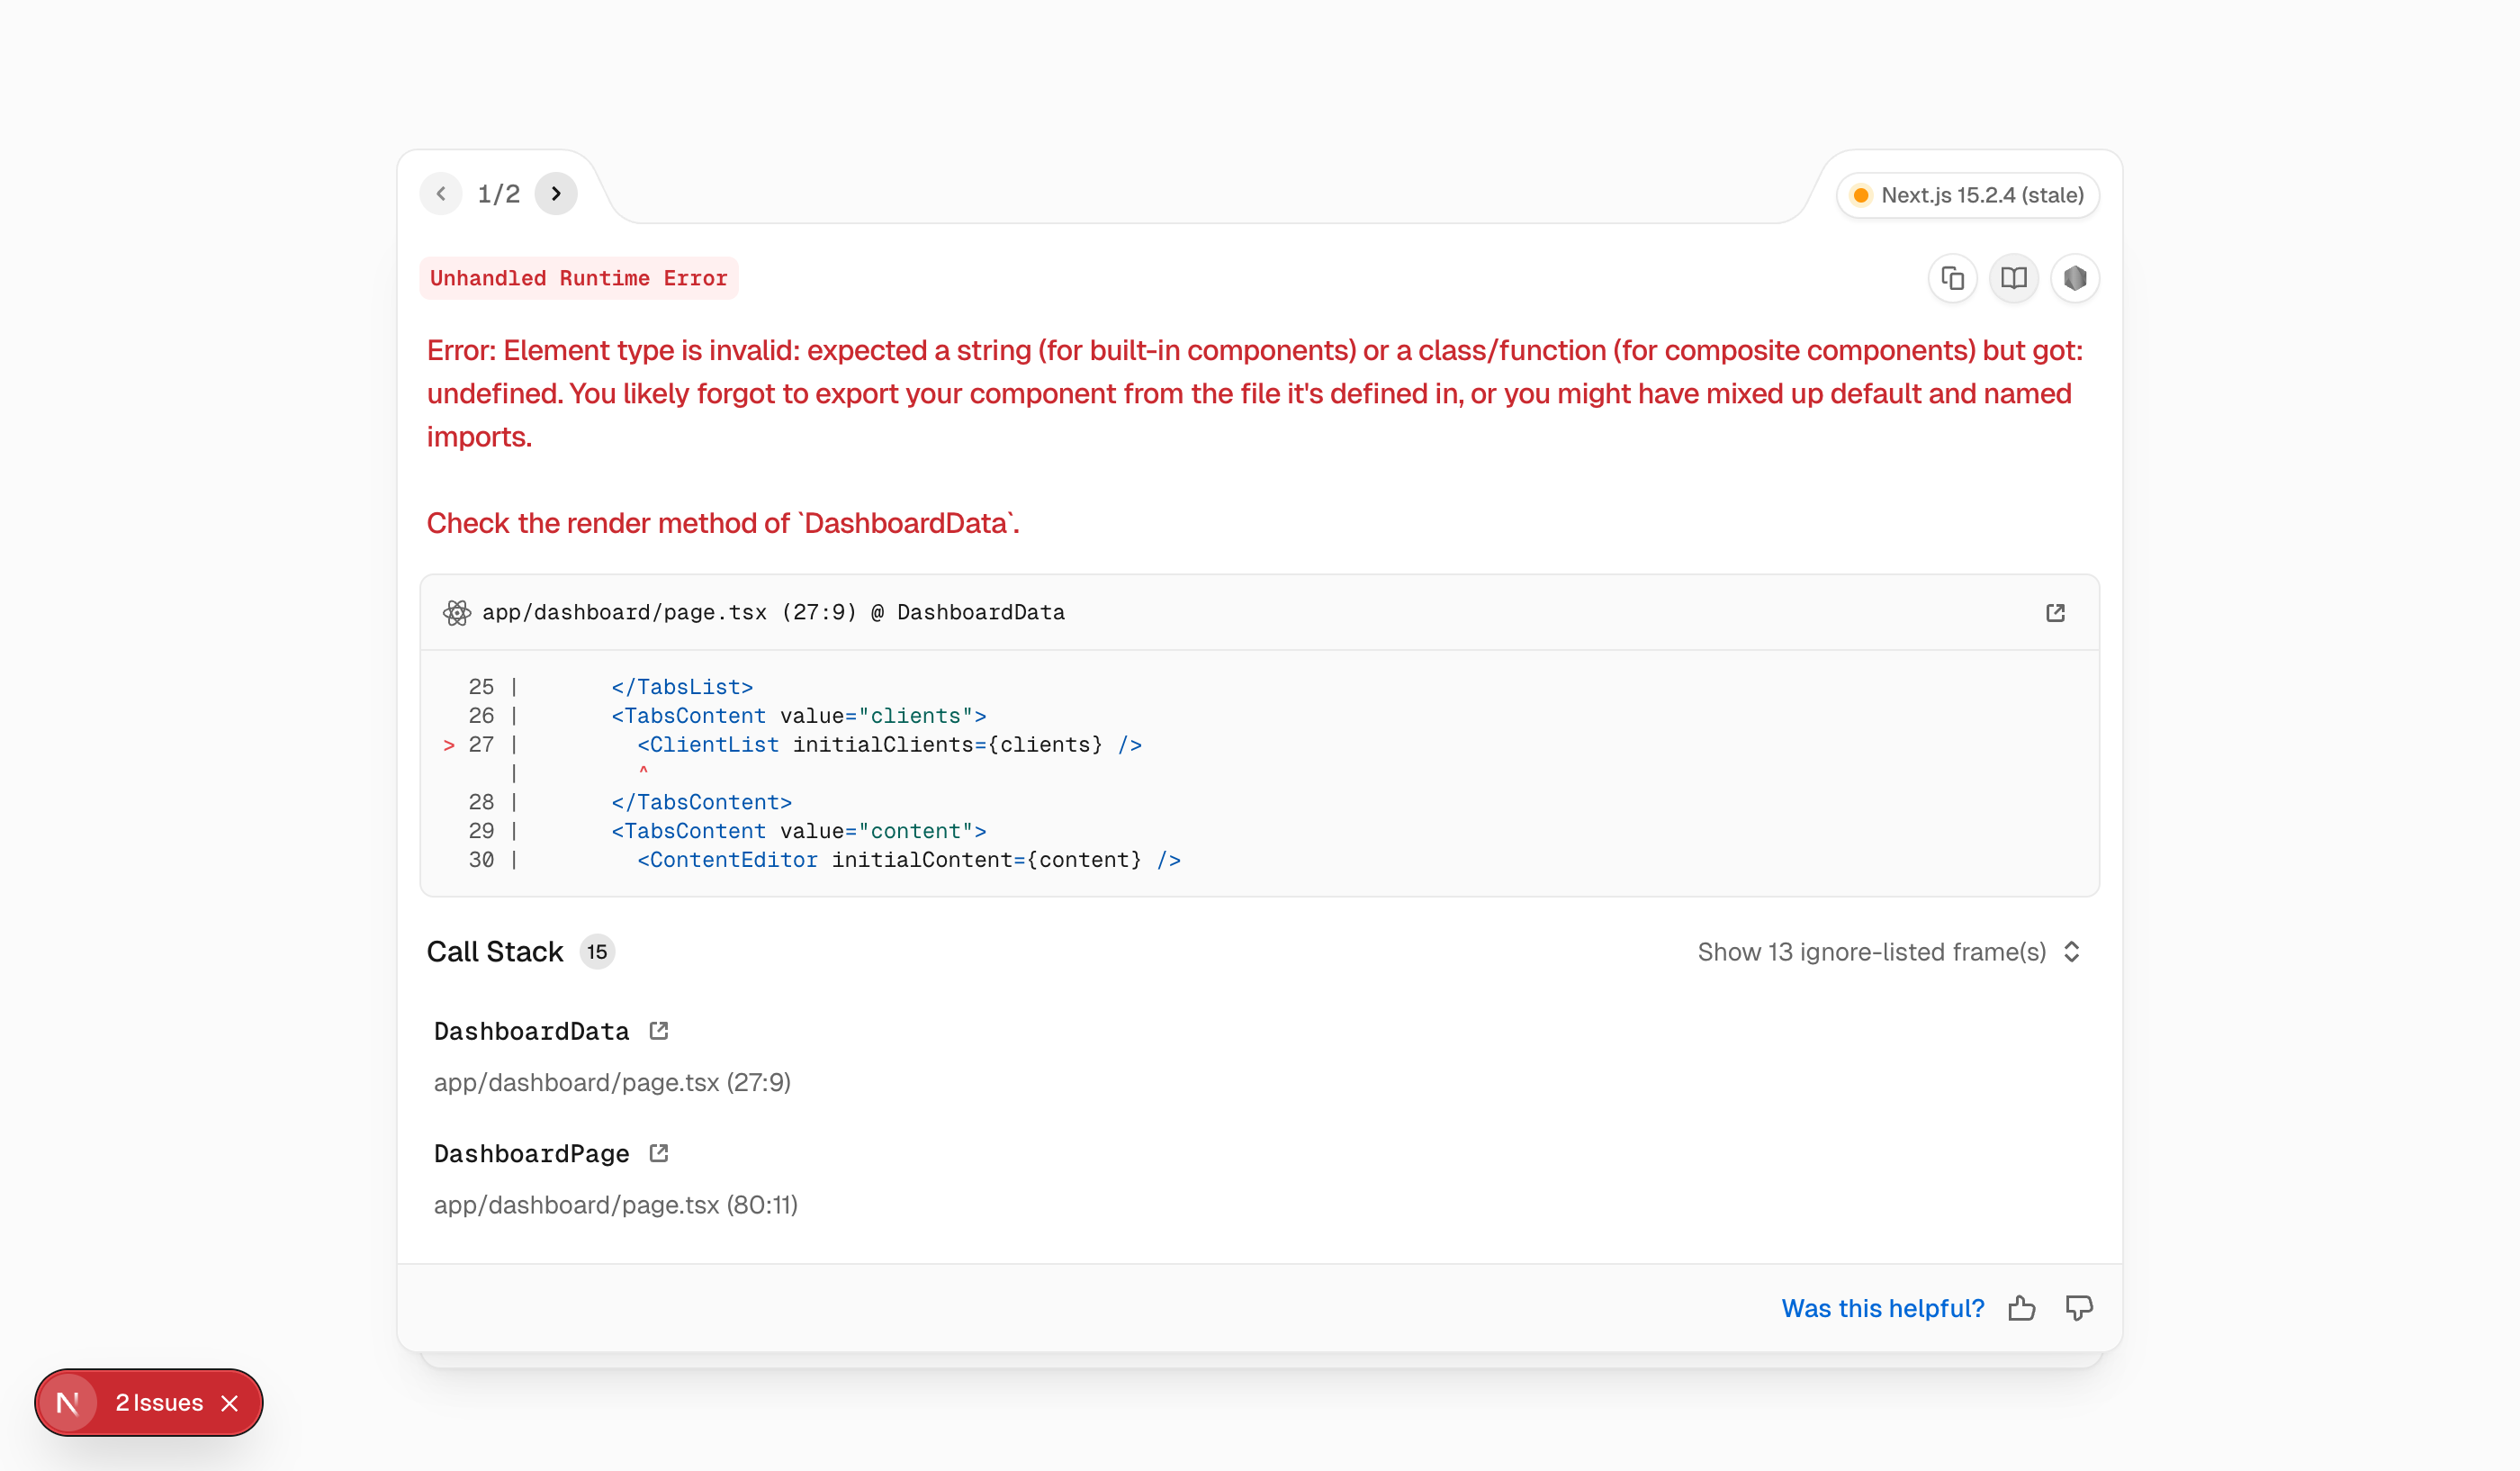 1/2
Next.js 15.2.4 (stale)
Unhandled Runtime Error
Error: Element type is invalid: expected a string (for built-in components) or a class/function (for composite components) but got:
undefined. You likely forgot to export your component from the file it's defined in, or you might have mixed up default and named
imports.
Check the render method of `DashboardData`.
app/dashboard/page.tsx (27:9) @ DashboardData
25 |       </TabsList>
26 |       <TabsContent value="clients">
> 27 |         <ClientList initialClients={clients} />
|         ^
28 |       </TabsContent>
29 |       <TabsContent value="content">
30 |         <ContentEditor initialContent={content} />
Call Stack 15
Show 13 ignore-listed frame(s)
DashboardData
app/dashboard/page.tsx (27:9)
DashboardPage
app/dashboard/page.tsx (80:11)
Was this helpful?
N 2 Issues